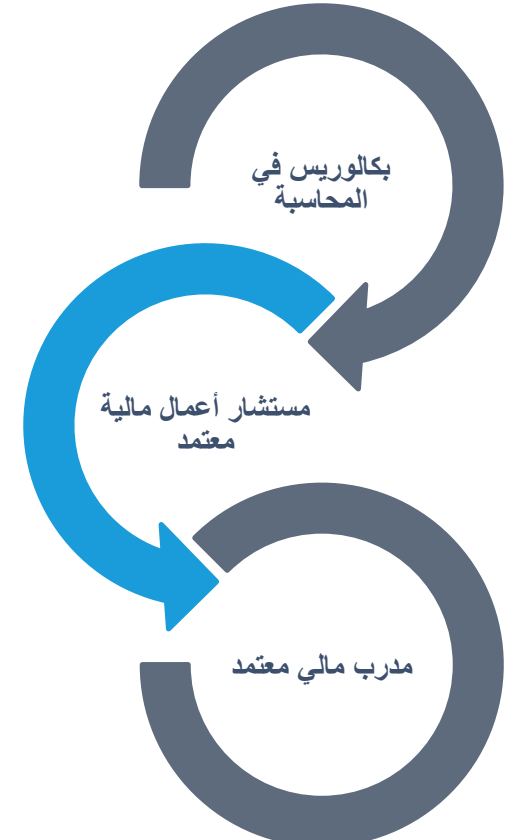 بكالوريس في
المحاسبة
مستشار أعمال مالية
معتمد
مدرب مالي معتمد